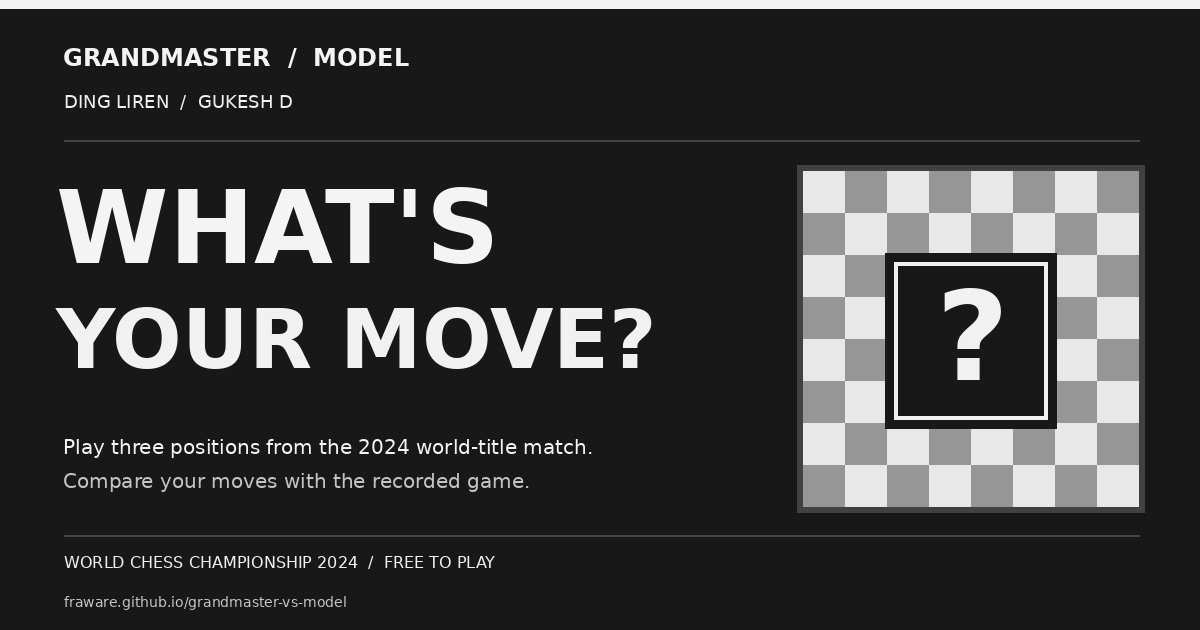 GRANDMASTER / MODEL
DING LIREN / GUKESH D
WHAT'S
YOUR MOVE?
?
Play three positions from the 2024 world-title match.
Compare your moves with the recorded game.
WORLD CHESS CHAMPIONSHIP 2024 / FREE TO PLAY
fraware.github.io/grandmaster-vs-model